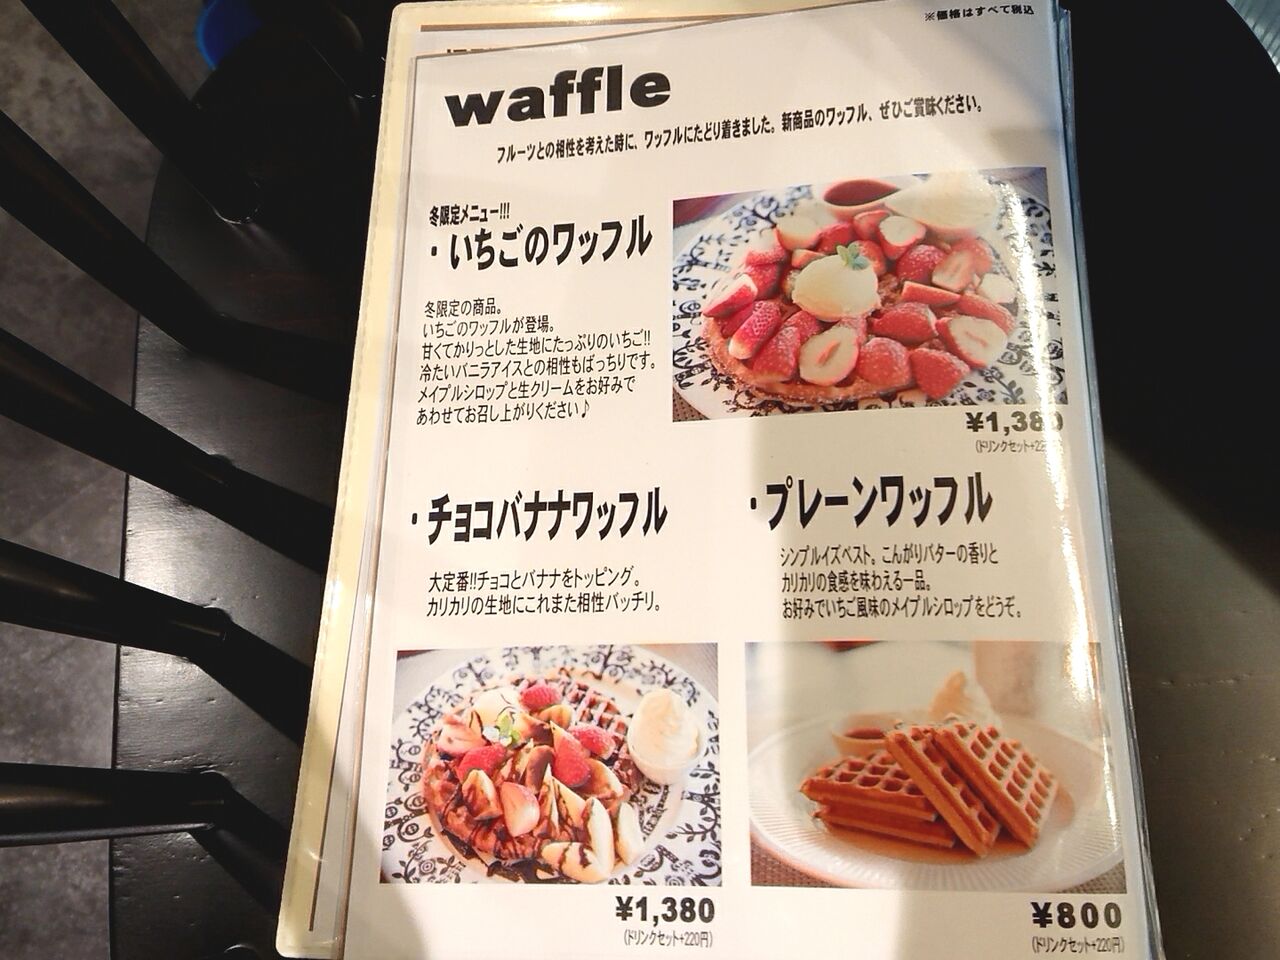 ※価格はすべて税込
waffle
フルーツとの相性を考えた時に、ワッフルにたどり着きました。新商品のワッフル、ぜひご賞味ください。
冬限定メニュー!!!
・いちごのワッフル
冬限定の商品。
いちごのワッフルが登場。
甘くてかりっとした生地にたっぷりのいちご!!
冷たいバニラアイスとの相性もばっちりです。
メイプルシロップと生クリームをお好みで
あわせてお召し上がりください♪
¥1,380
(ドリンクセット+22
・チョコバナナワッフル
大定番!!チョコとバナナをトッピング。
カリカリの生地にこれまた相性バッチリ。
¥1,380
(ドリンクセット+220円)
・プレーンワッフル
シンプルイズベスト。こんがりバターの香りと
カリカリの食感を味わえる一品。
お好みでいちご風味のメイプルシロップをどうぞ。
¥800
(ドリンクセット+220円)